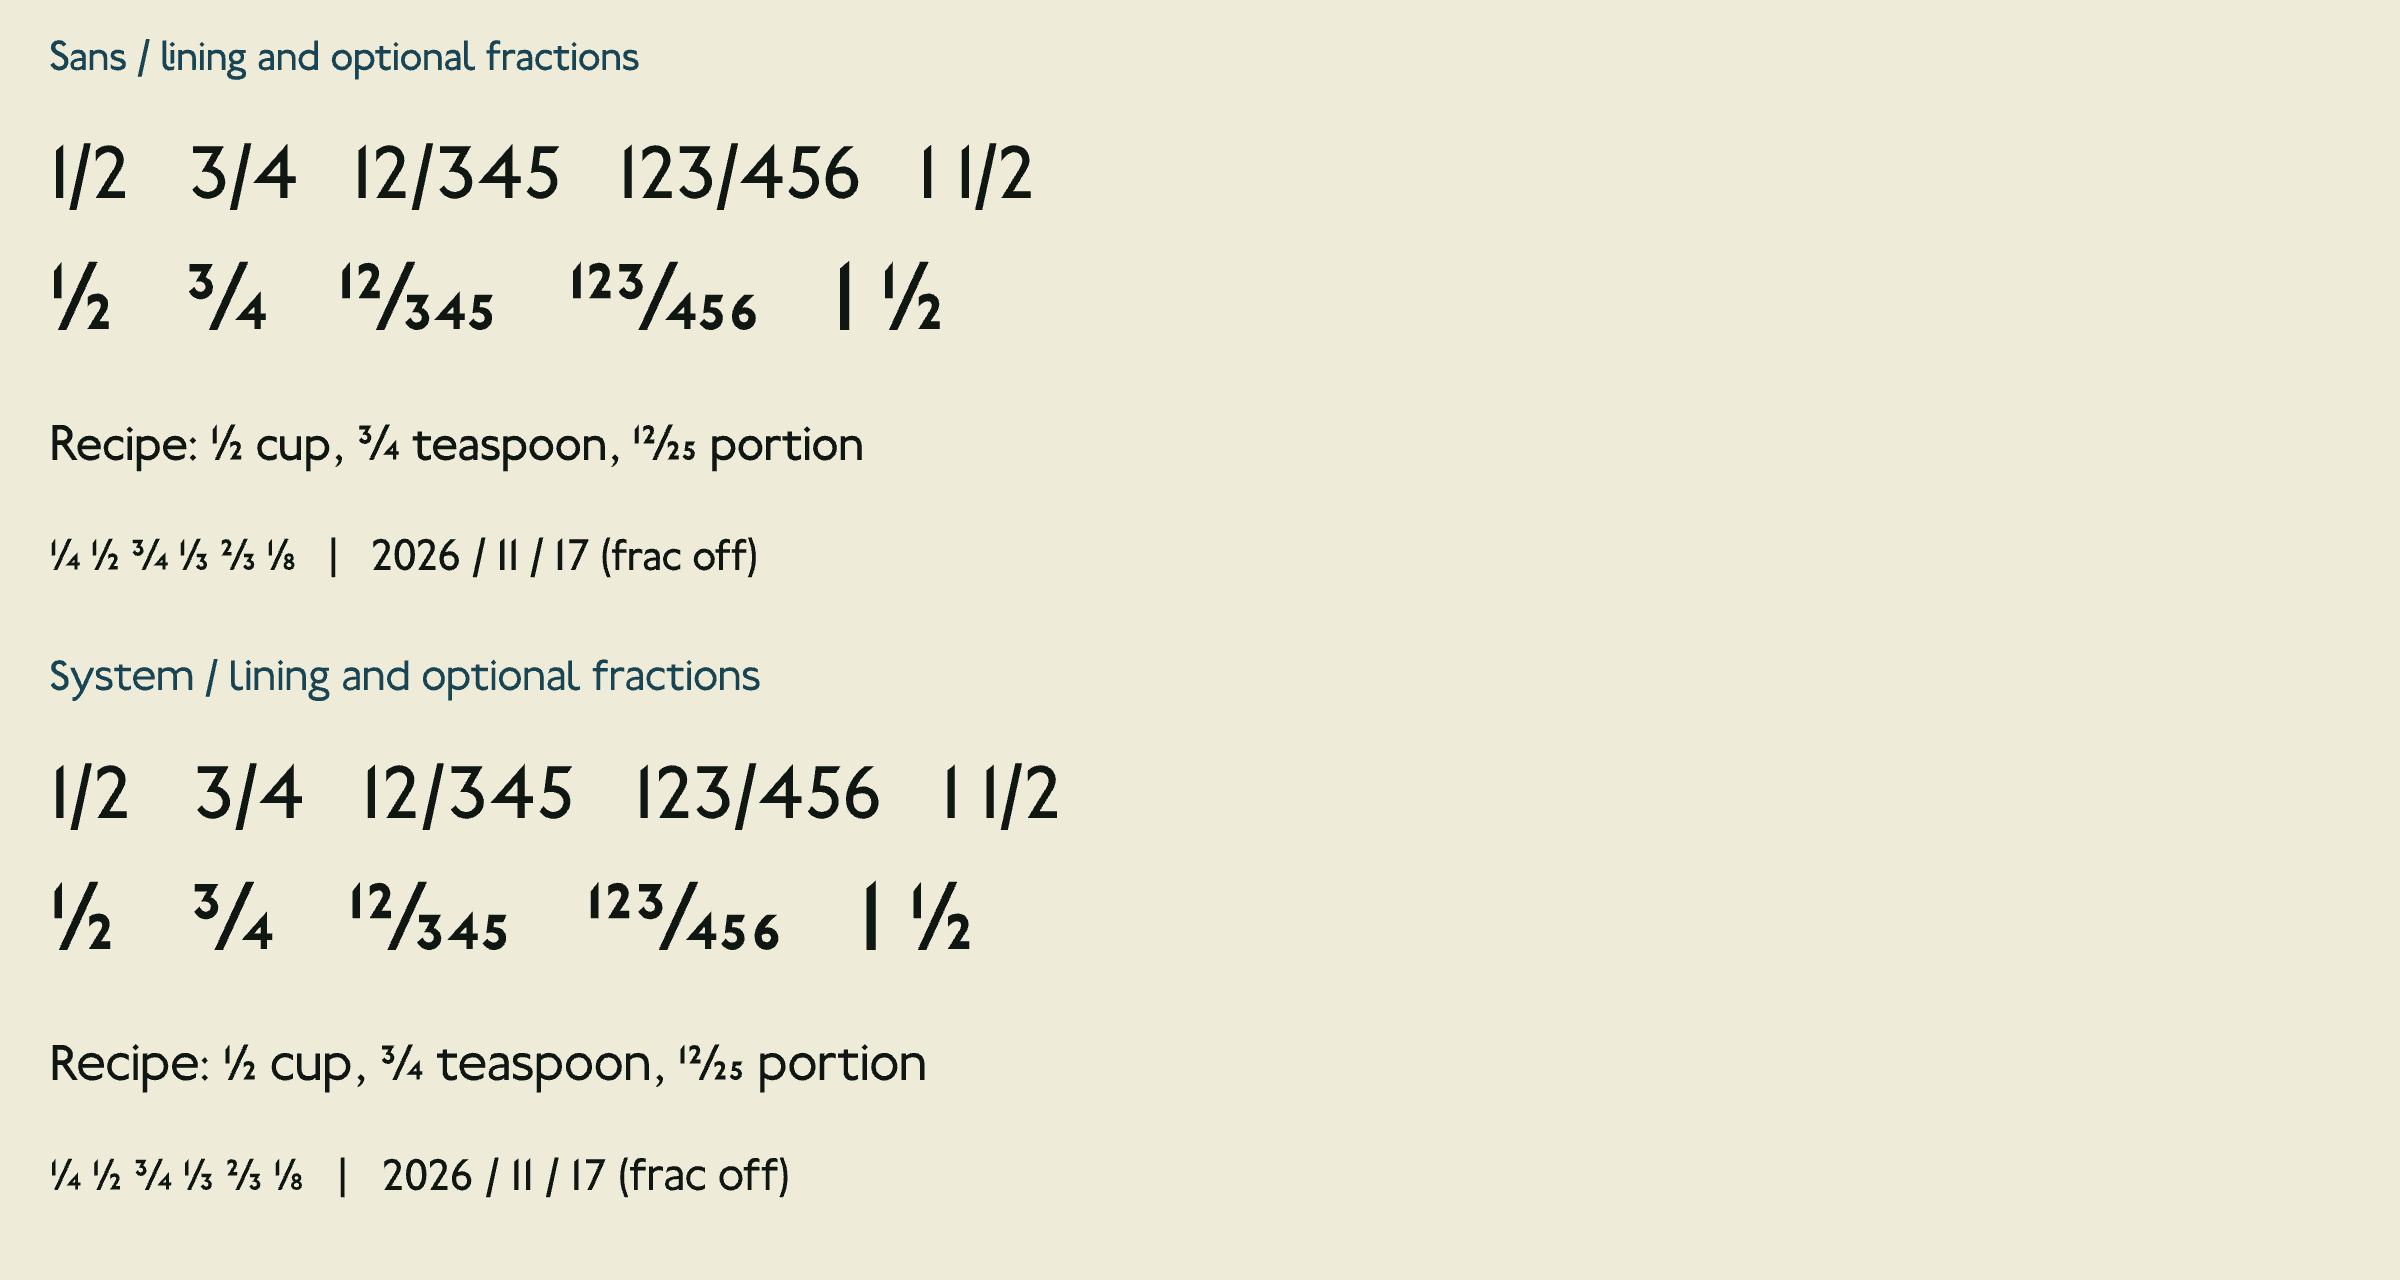 Sans / lining and optional fractions
1/2 3/4 12/345 123/456 1 1/2
½ ¾ ¹²⁄₃₄₅ ¹²³⁄₄₅₆ 1 ½
Recipe: ½ cup, ¾ teaspoon, ¹²⁄₂₅ portion
¼ ½ ¾ ⅓ ⅔ ⅛ | 2026 / 11 / 17 (frac off)
System / lining and optional fractions
1/2 3/4 12/345 123/456 1 1/2
½ ¾ ¹²⁄₃₄₅ ¹²³⁄₄₅₆ 1 ½
Recipe: ½ cup, ¾ teaspoon, ¹²⁄₂₅ portion
¼ ½ ¾ ⅓ ⅔ ⅛ | 2026 / 11 / 17 (frac off)